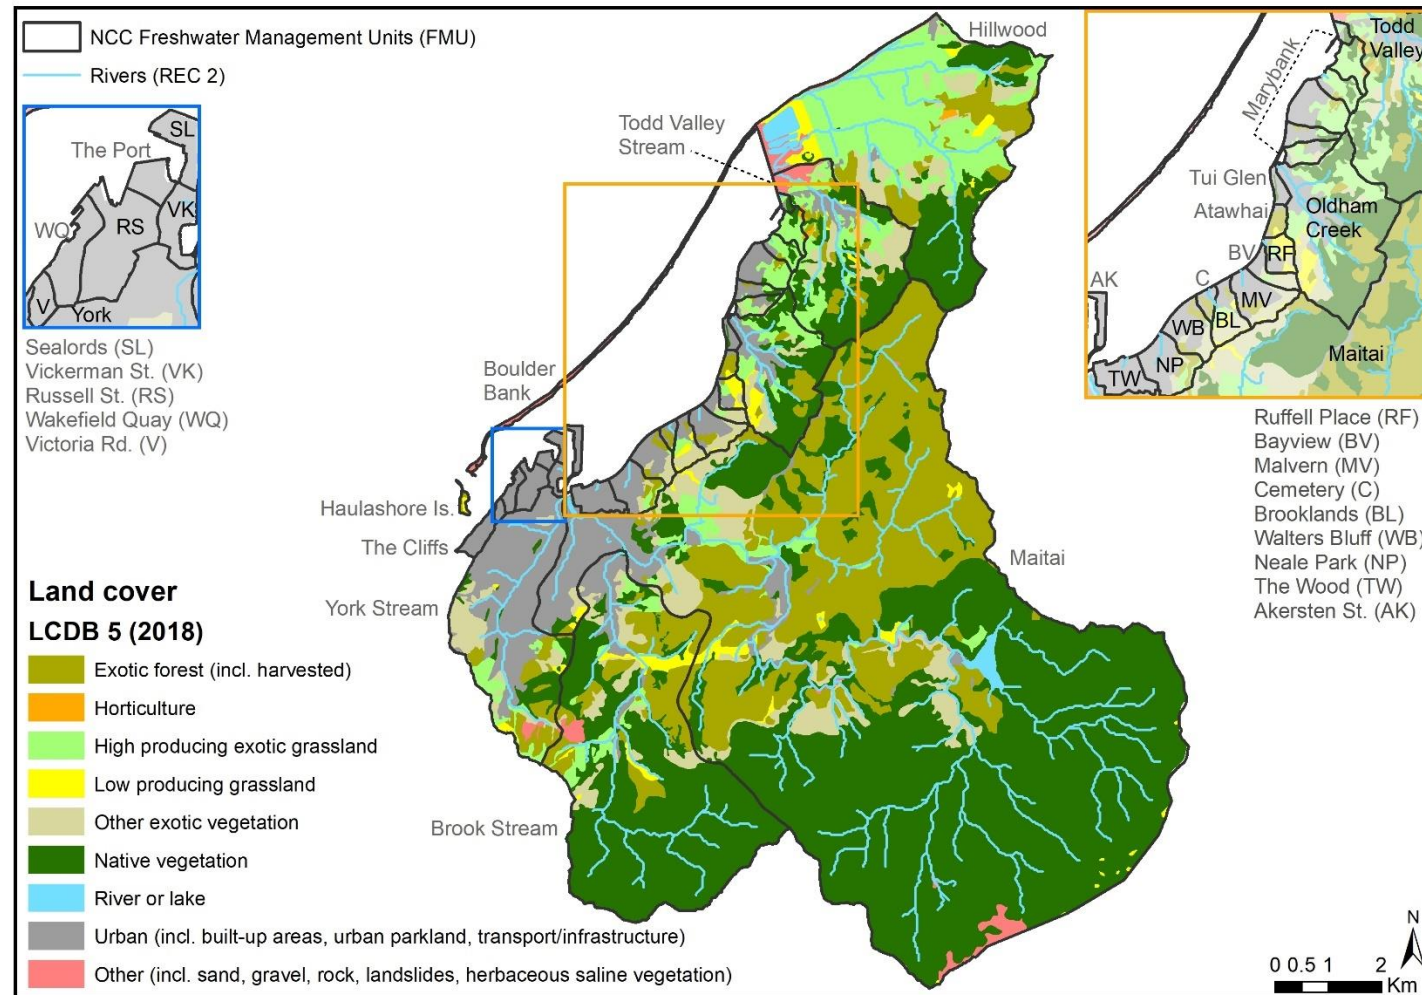 NCC Freshwater Management Units (FMU)
Rivers (REC 2)
SL
The Port
VK
WQ
RS
V
York
Sealords (SL)
Vickerman St. (VK)
Russell St. (RS)
Wakefield Quay (WQ)
Victoria Rd. (V)
Hillwood
Todd Valley
Stream
Boulder
Bank
Haulashore Is.
The Cliffs
York Stream
Brook Stream
Maitai
Todd
Valley
Marybank
Tui Glen
Atawhai
Oldham
Creek
BV
RF
AK
C
MV
WB
BL
NP
TW
Maitai
Ruffell Place (RF)
Bayview (BV)
Malvern (MV)
Cemetery (C)
Brooklands (BL)
Walters Bluff (WB)
Neale Park (NP)
The Wood (TW)
Akersten St. (AK)
Land cover
LCDB 5 (2018)
Exotic forest (incl. harvested)
Horticulture
High producing exotic grassland
Low producing grassland
Other exotic vegetation
Native vegetation
River or lake
Urban (incl. built-up areas, urban parkland, transport/infrastructure)
Other (incl. sand, gravel, rock, landslides, herbaceous saline vegetation)
N
0 0.5 1 2
Km